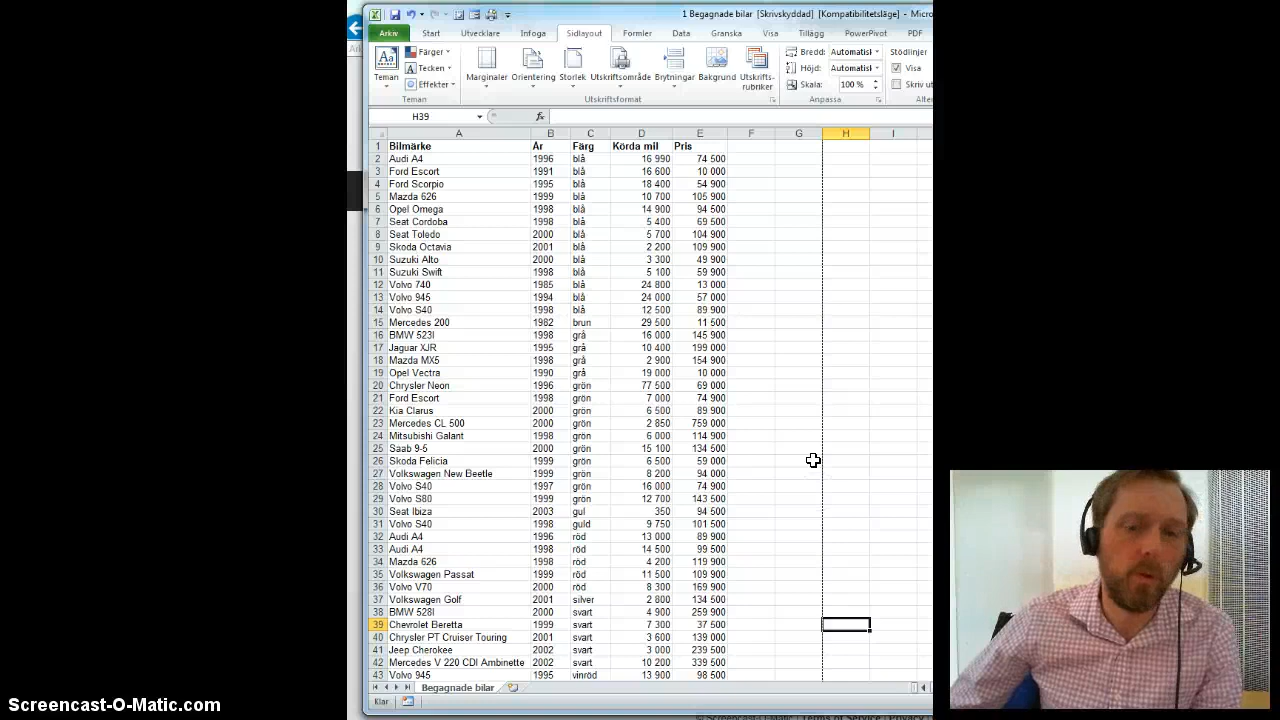 1 Begagnade bilar [Skrivskyddad] [Kompatibilitetsläge] - Micro
Arkiv Start Utvecklare Infoga Sidlayout Formler Data Granska Visa Tillägg PowerPivot PDF
Teman Färger Tecken Effekter Marginaler Orientering Storlek Utskriftsområde Brytningar Bakgrund Utskrifts-rubriker Bredd: Automatisk Höjd: Automatisk Skala: 100 % Stödlinjer Visa Skriv ut
Teman Utskriftsformat Anpassa Alter
H39 fx
A B C D E F G H I
1 Bilmärke År Färg Körda mil Pris
2 Audi A4 1996 blå 16 990 74 500
3 Ford Escort 1991 blå 16 600 10 000
4 Ford Scorpio 1995 blå 18 400 54 900
5 Mazda 626 1999 blå 10 700 105 900
6 Opel Omega 1998 blå 14 900 94 500
7 Seat Cordoba 1998 blå 5 400 69 500
8 Seat Toledo 2000 blå 5 700 104 900
9 Skoda Octavia 2001 blå 2 200 109 900
10 Suzuki Alto 2000 blå 3 300 49 900
11 Suzuki Swift 1998 blå 5 100 59 900
12 Volvo 740 1985 blå 24 800 13 000
13 Volvo 945 1994 blå 24 000 57 000
14 Volvo S40 1998 blå 12 500 89 900
15 Mercedes 200 1982 brun 29 500 11 500
16 BMW 523I 1998 grå 16 000 145 900
17 Jaguar XJR 1995 grå 10 400 199 000
18 Mazda MX5 1998 grå 2 900 154 900
19 Opel Vectra 1990 grå 19 000 10 000
20 Chrysler Neon 1996 grön 77 500 69 000
21 Ford Escort 1998 grön 7 000 74 900
22 Kia Clarus 2000 grön 6 500 89 900
23 Mercedes CL 500 2000 grön 2 850 759 000
24 Mitsubishi Galant 1998 grön 6 000 114 900
25 Saab 9-5 2000 grön 15 100 134 500
26 Skoda Felicia 1999 grön 6 500 59 000
27 Volkswagen New Beetle 1999 grön 8 200 94 000
28 Volvo S40 1997 grön 16 000 74 900
29 Volvo S80 1999 grön 12 700 143 500
30 Seat Ibiza 2003 gul 350 94 500
31 Volvo S40 1998 guld 9 750 101 500
32 Audi A4 1996 röd 13 000 89 900
33 Audi A4 1998 röd 14 500 99 500
34 Mazda 626 1998 röd 4 200 119 900
35 Volkswagen Passat 1999 röd 11 500 109 900
36 Volvo V70 2000 röd 8 300 169 900
37 Volkswagen Golf 2001 silver 2 800 134 500
38 BMW 528I 2000 svart 4 900 259 900
39 Chevrolet Beretta 1999 svart 7 300 37 500
40 Chrysler PT Cruiser Touring 2001 svart 3 600 139 000
41 Jeep Cherokee 2002 svart 3 000 239 500
42 Mercedes V 220 CDI Ambinette 2002 svart 10 200 339 500
43 Volvo 945 1995 vinröd 13 900 98 500
Begagnade bilar
Klar
Screencast-O-Matic.com